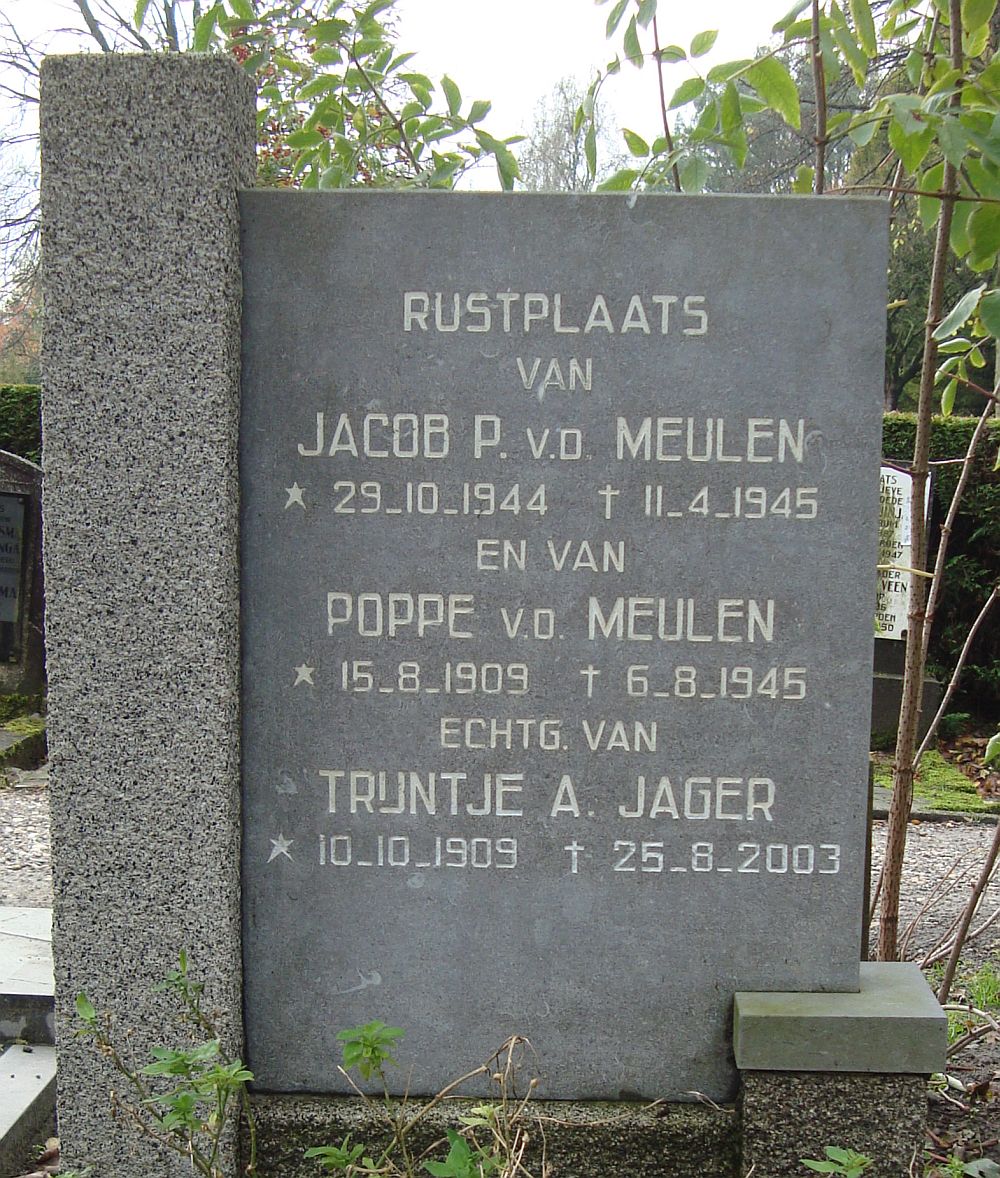 RUSTPLAATS
VAN
JACOB P. V.D. MEULEN
★ 29_10_1944 † 11_4_1945
EN VAN
POPPE V.D. MEULEN
★ 15_8_1909 † 6_8_1945
ECHTG. VAN
TRIJNTJE A. JAGER
★ 10_10_1909 † 25_8_2003